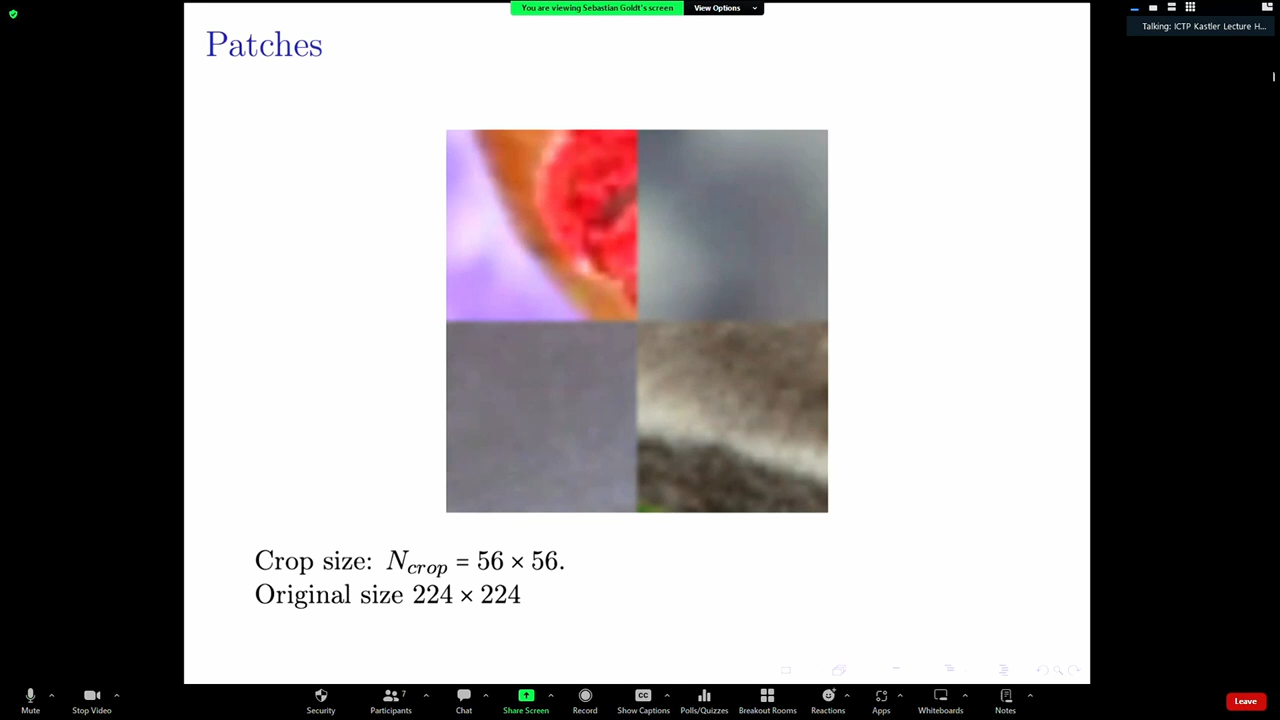 You are viewing Sebastian Goldt's screen
View Options
Talking: ICTP Kastler Lecture H...
Patches
Crop size: N_crop = 56 × 56.
Original size 224 × 224
Mute
Stop Video
Security
Participants
7
Chat
Share Screen
Record
CC
Show Captions
Polls/Quizzes
Breakout Rooms
Reactions
Apps
Whiteboards
Notes
Leave